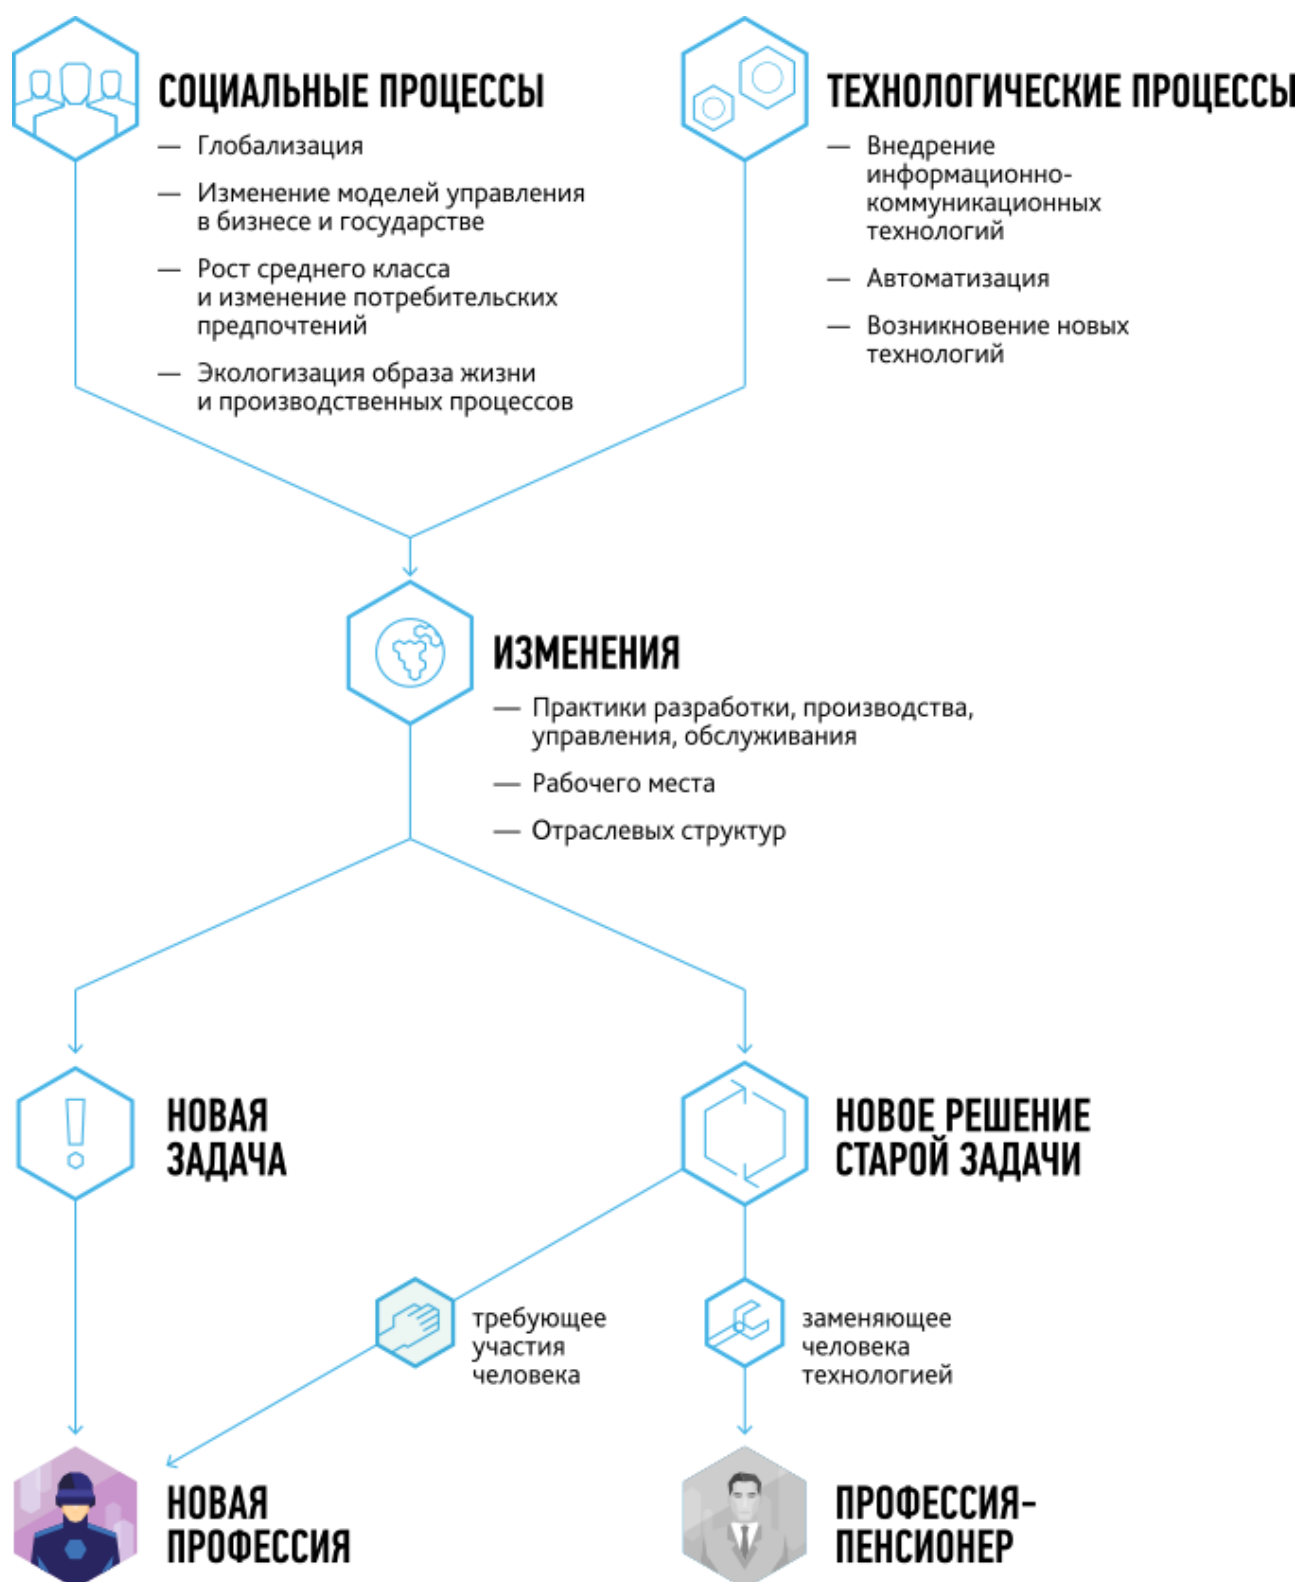 СОЦИАЛЬНЫЕ ПРОЦЕССЫ
— Глобализация
— Изменение моделей управления
в бизнесе и государстве
— Рост среднего класса
и изменение потребительских
предпочтений
— Экологизация образа жизни
и производственных процессов
ТЕХНОЛОГИЧЕСКИЕ ПРОЦЕССЫ
— Внедрение
информационно-
коммуникационных
технологий
— Автоматизация
— Возникновение новых
технологий
ИЗМЕНЕНИЯ
— Практики разработки, производства,
управления, обслуживания
— Рабочего места
— Отраслевых структур
НОВАЯ
ЗАДАЧА
НОВОЕ РЕШЕНИЕ
СТАРОЙ ЗАДАЧИ
требующее
участия
человека
заменяющее
человека
технологией
НОВАЯ
ПРОФЕССИЯ
ПРОФЕССИЯ-
ПЕНСИОНЕР